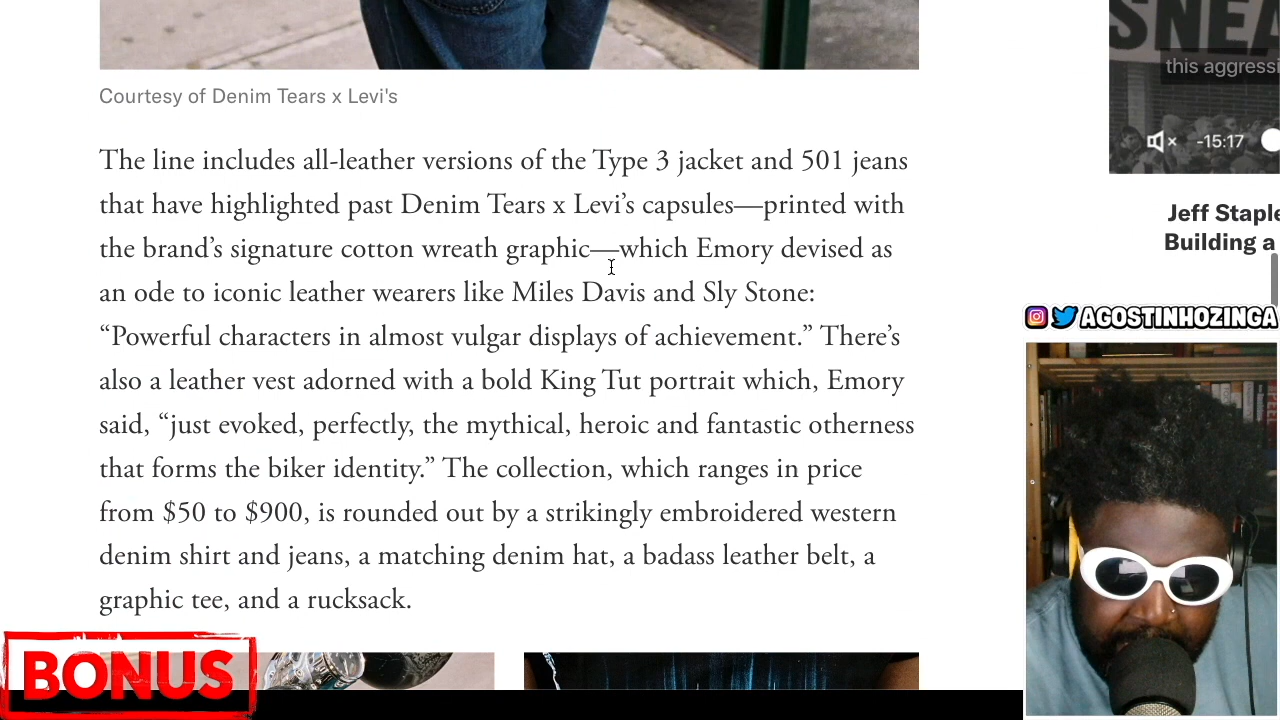 SNEA
this aggressi
-15:17
Courtesy of Denim Tears x Levi's
The line includes all-leather versions of the Type 3 jacket and 501 jeans
that have highlighted past Denim Tears x Levi’s capsules—printed with
the brand’s signature cotton wreath graphic—which Emory devised as
an ode to iconic leather wearers like Miles Davis and Sly Stone:
“Powerful characters in almost vulgar displays of achievement.” There’s
also a leather vest adorned with a bold King Tut portrait which, Emory
said, “just evoked, perfectly, the mythical, heroic and fantastic otherness
that forms the biker identity.” The collection, which ranges in price
from $50 to $900, is rounded out by a strikingly embroidered western
denim shirt and jeans, a matching denim hat, a badass leather belt, a
graphic tee, and a rucksack.
Jeff Staple
Building a
AGOSTINHOZINGA
BONUS